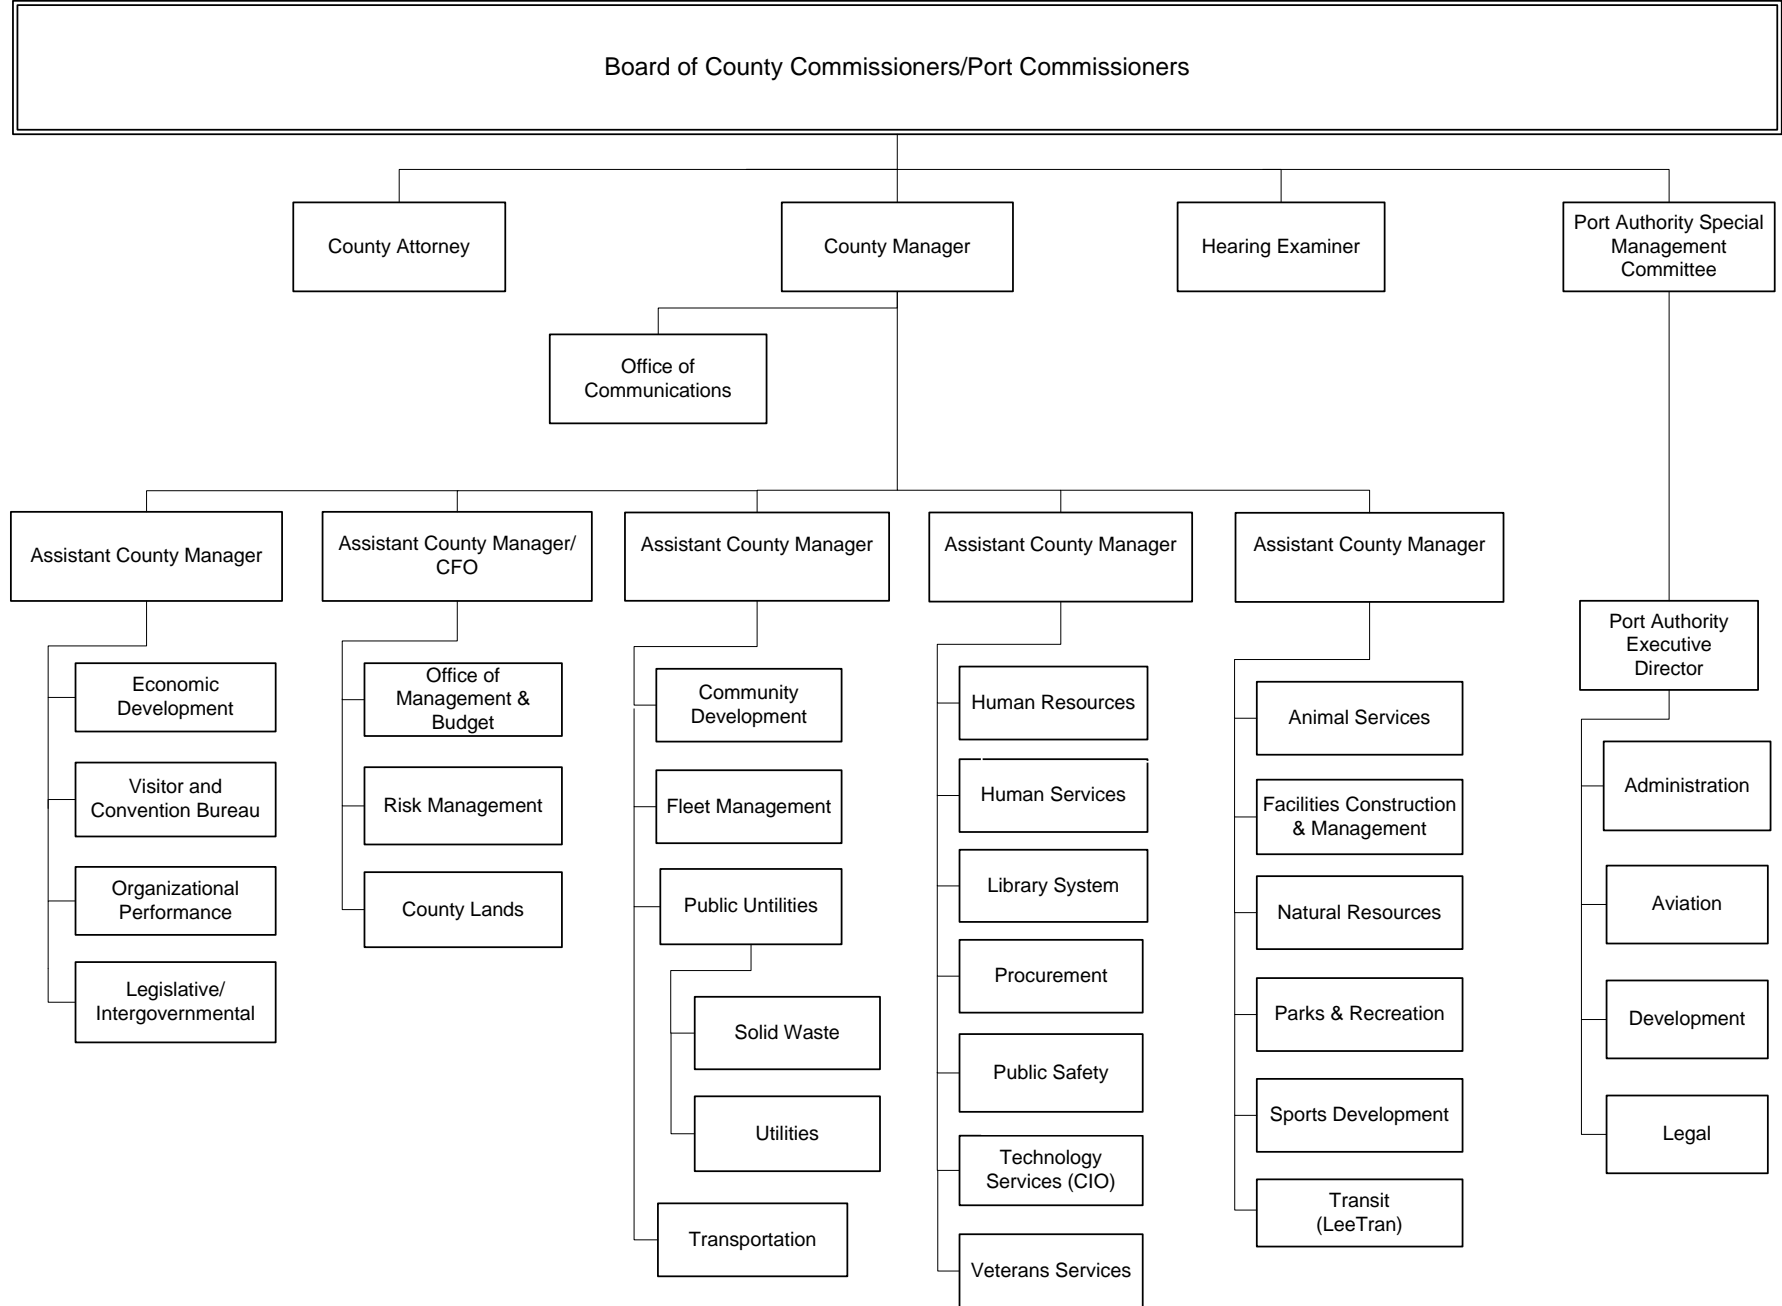 Board of County Commissioners/Port Commissioners
County Attorney
County Manager
Hearing Examiner
Port Authority Special
Management
Committee
Office of
Communications
Assistant County Manager
Assistant County Manager/
CFO
Assistant County Manager
Assistant County Manager
Assistant County Manager
Economic
Development
Visitor and
Convention Bureau
Organizational
Performance
Legislative/
Intergovernmental
Office of
Management &
Budget
Risk Management
County Lands
Community
Development
Fleet Management
Public Untilities
Solid Waste
Utilities
Transportation
Human Resources
Human Services
Library System
Procurement
Public Safety
Technology
Services (CIO)
Veterans Services
Animal Services
Facilities Construction
& Management
Natural Resources
Parks & Recreation
Sports Development
Transit
(LeeTran)
Port Authority
Executive
Director
Administration
Aviation
Development
Legal